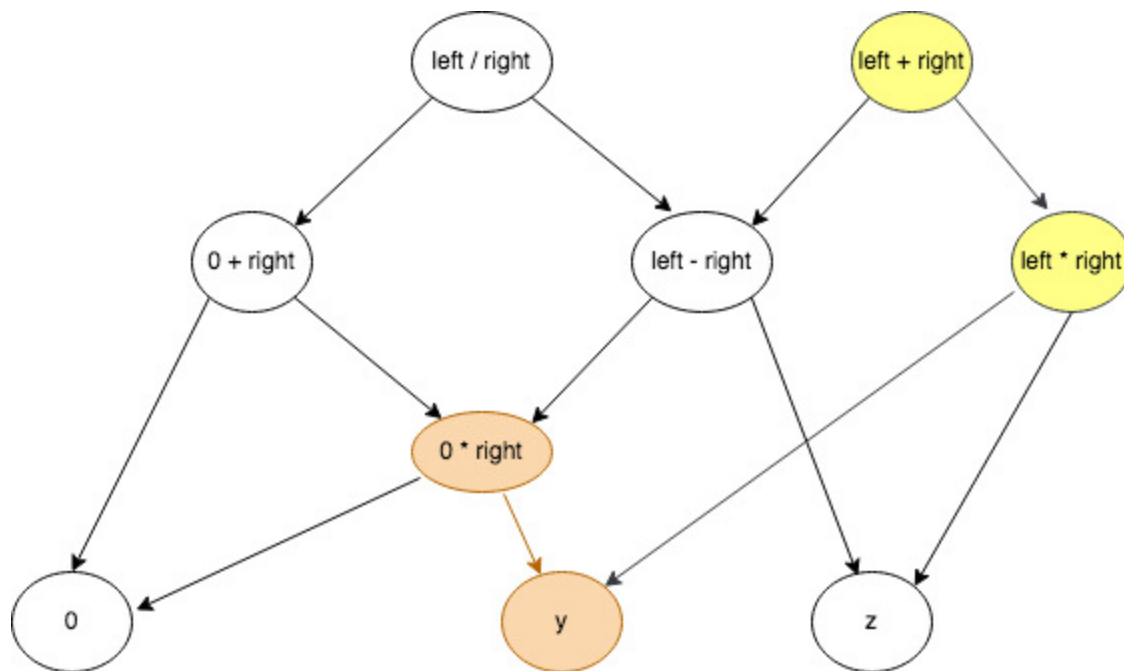 left / right
left + right
0 + right
left - right
left * right
0 * right
0
y
z